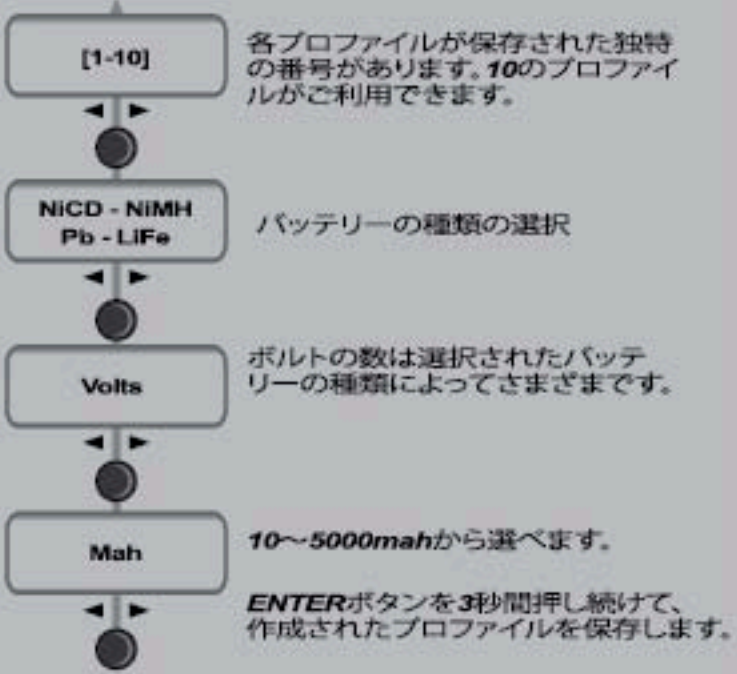 [1-10]
各プロファイルが保存された独特
の番号があります。10のプロファイ
ルがご利用できます。
NiCD - NiMH
Pb - LiFe
バッテリーの種類の選択
Volts
ボルトの数は選択されたバッテ
リーの種類によってさまざまです。
Mah
10～5000mahから選べます。
ENTERボタンを3秒間押し続けて、
作成されたプロファイルを保存します。